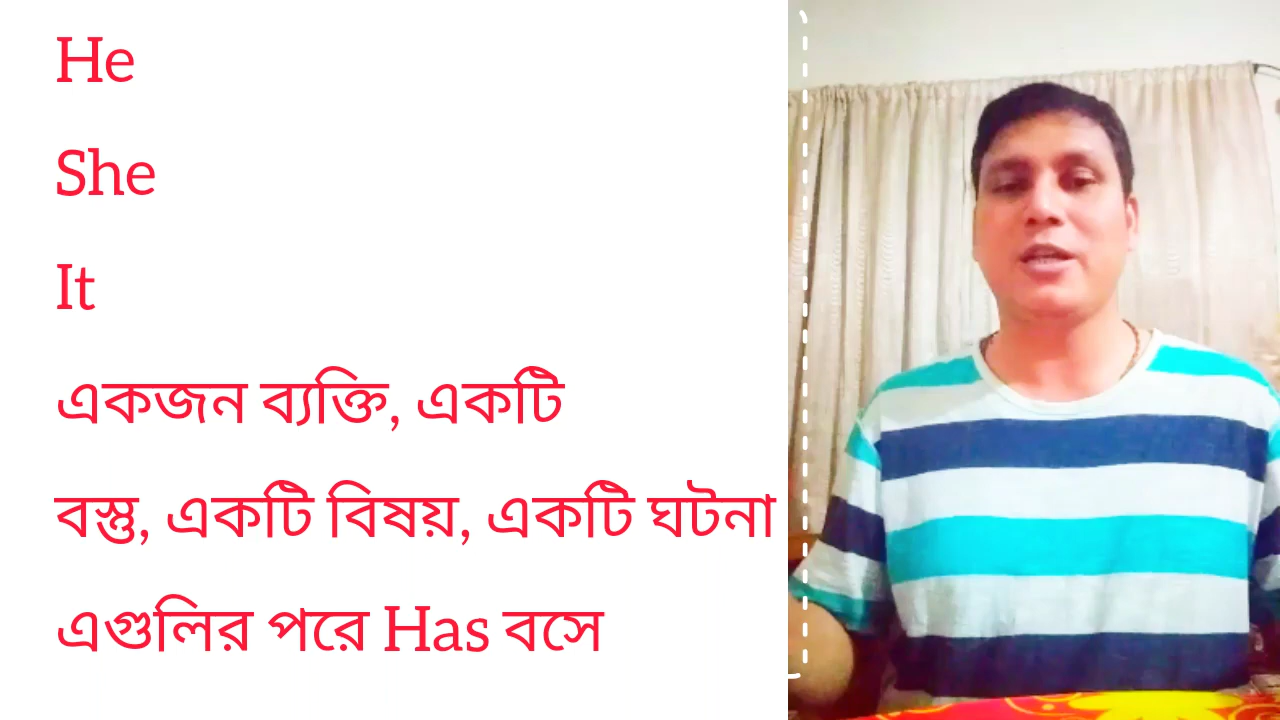 He
She
It
একজন ব্যক্তি, একটি
বস্তু, একটি বিষয়, একটি ঘটনা
এগুলির পরে Has বসে